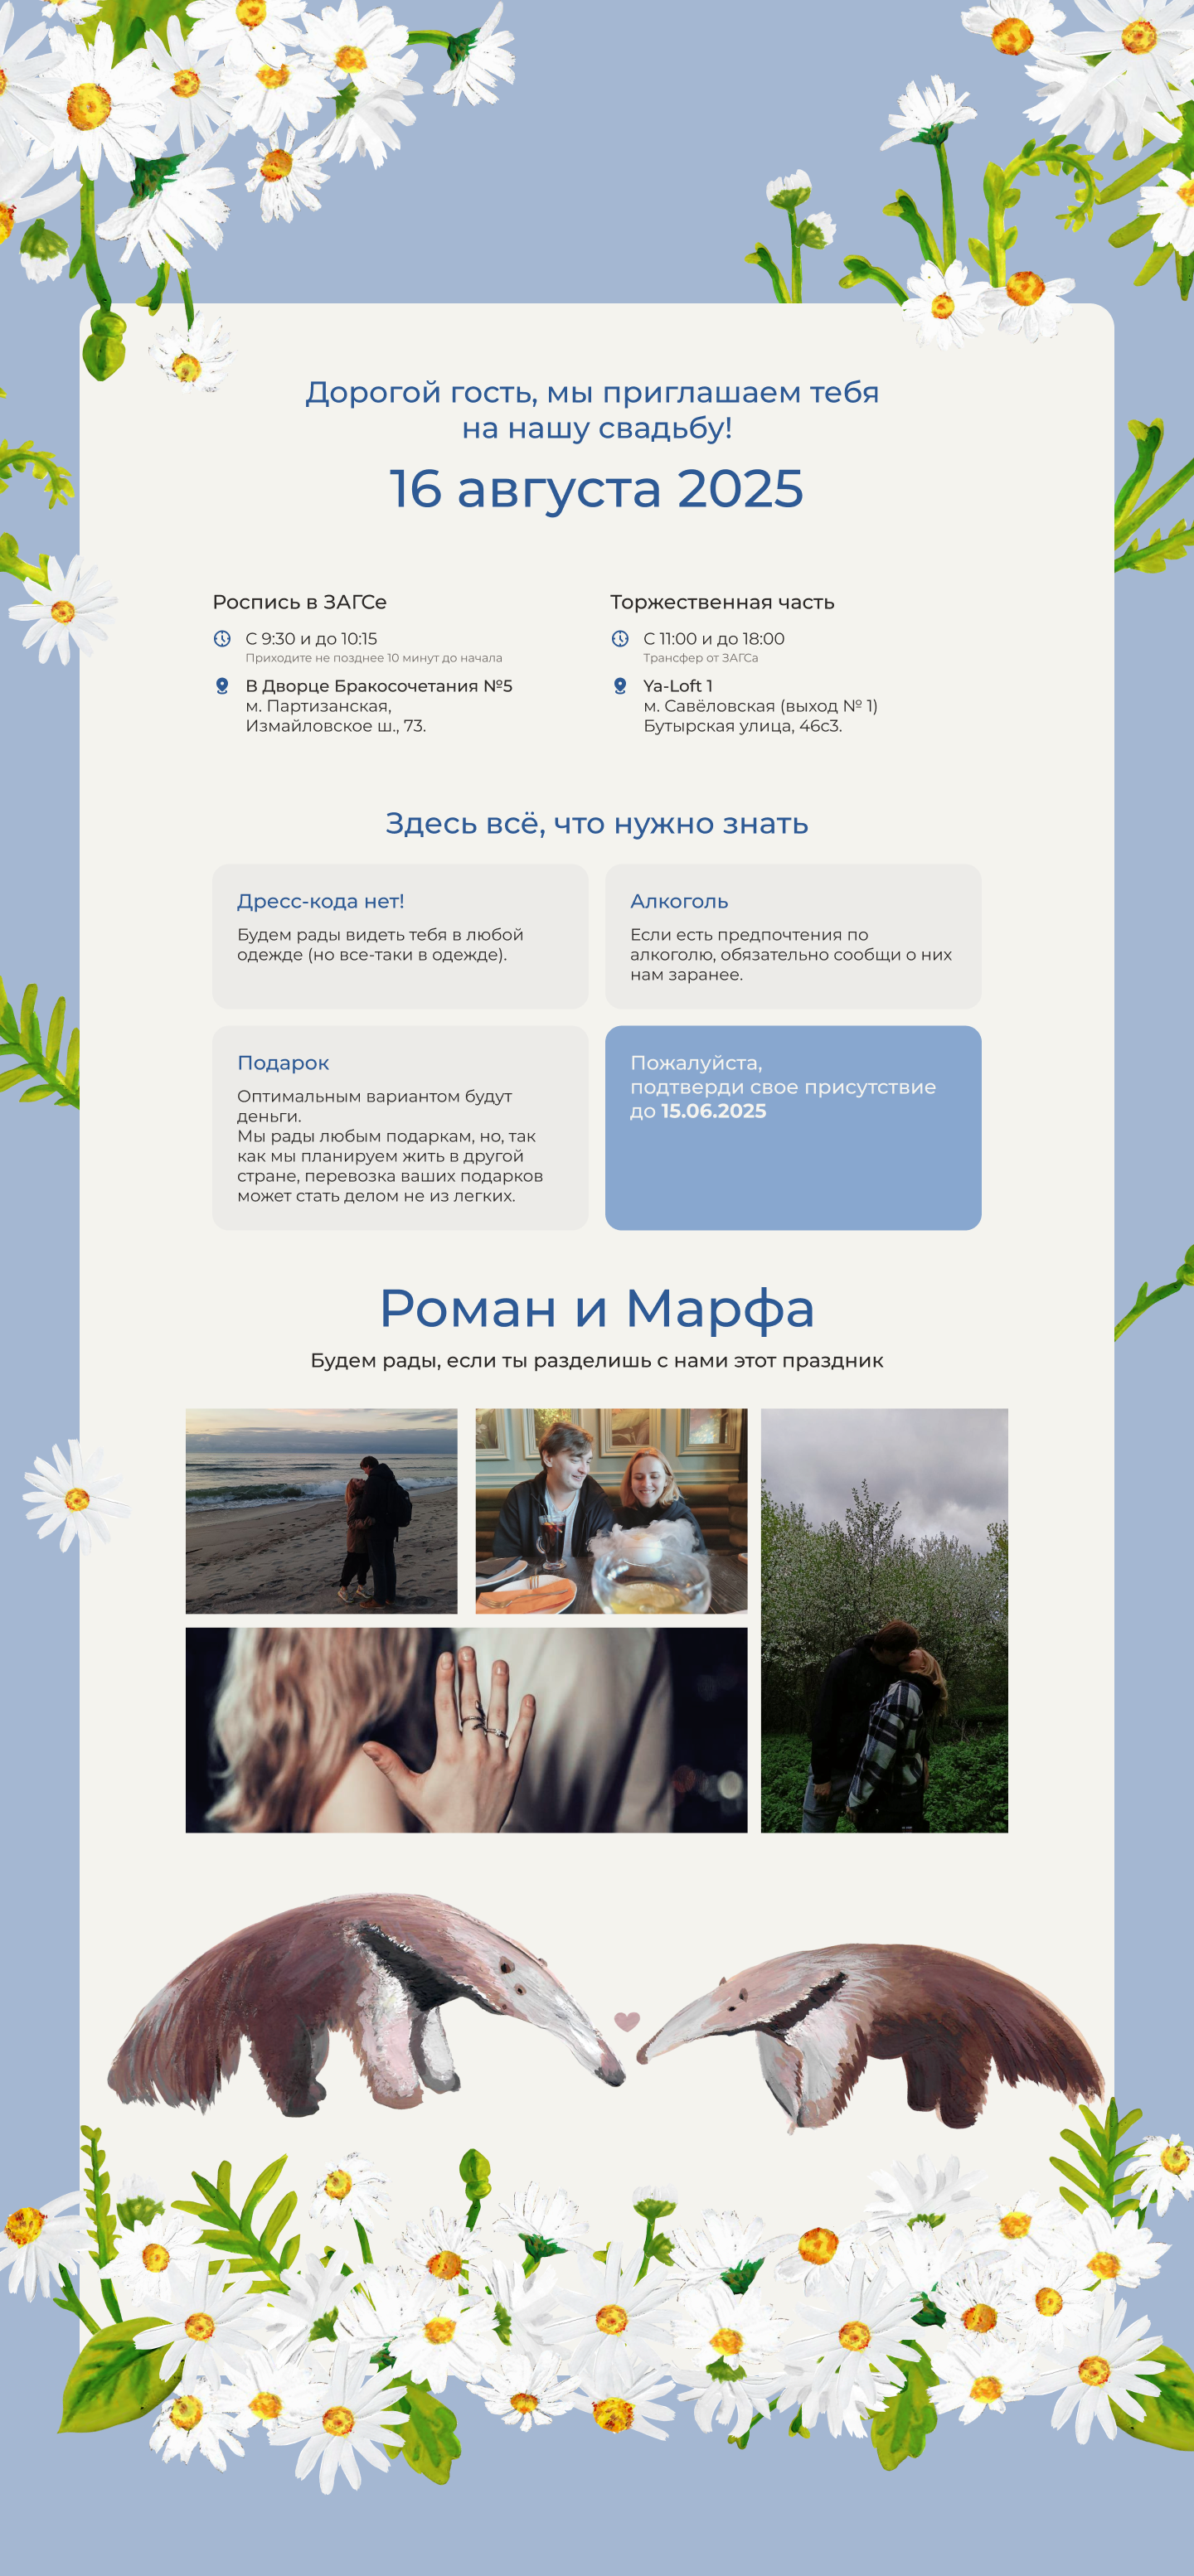 Дорогой гость, мы приглашаем тебя
на нашу свадьбу!
16 августа 2025
Роспись в ЗАГСе
С 9:30 и до 10:15
Приходите не позднее 10 минут до начала
В Дворце Бракосочетания №5
м. Партизанская,
Измайловское ш., 73.
Торжественная часть
С 11:00 и до 18:00
Трансфер от ЗАГСа
Ya-Loft 1
м. Савёловская (выход № 1)
Бутырская улица, 46с3.
Здесь всё, что нужно знать
Дресс-кода нет!
Будем рады видеть тебя в любой
одежде (но все-таки в одежде).
Алкоголь
Если есть предпочтения по
алкоголю, обязательно сообщи о них
нам заранее.
Подарок
Оптимальным вариантом будут
деньги.
Мы рады любым подаркам, но, так
как мы планируем жить в другой
стране, перевозка ваших подарков
может стать делом не из легких.
Пожалуйста,
подтверди свое присутствие
до 15.06.2025
Роман и Марфа
Будем рады, если ты разделишь с нами этот праздник